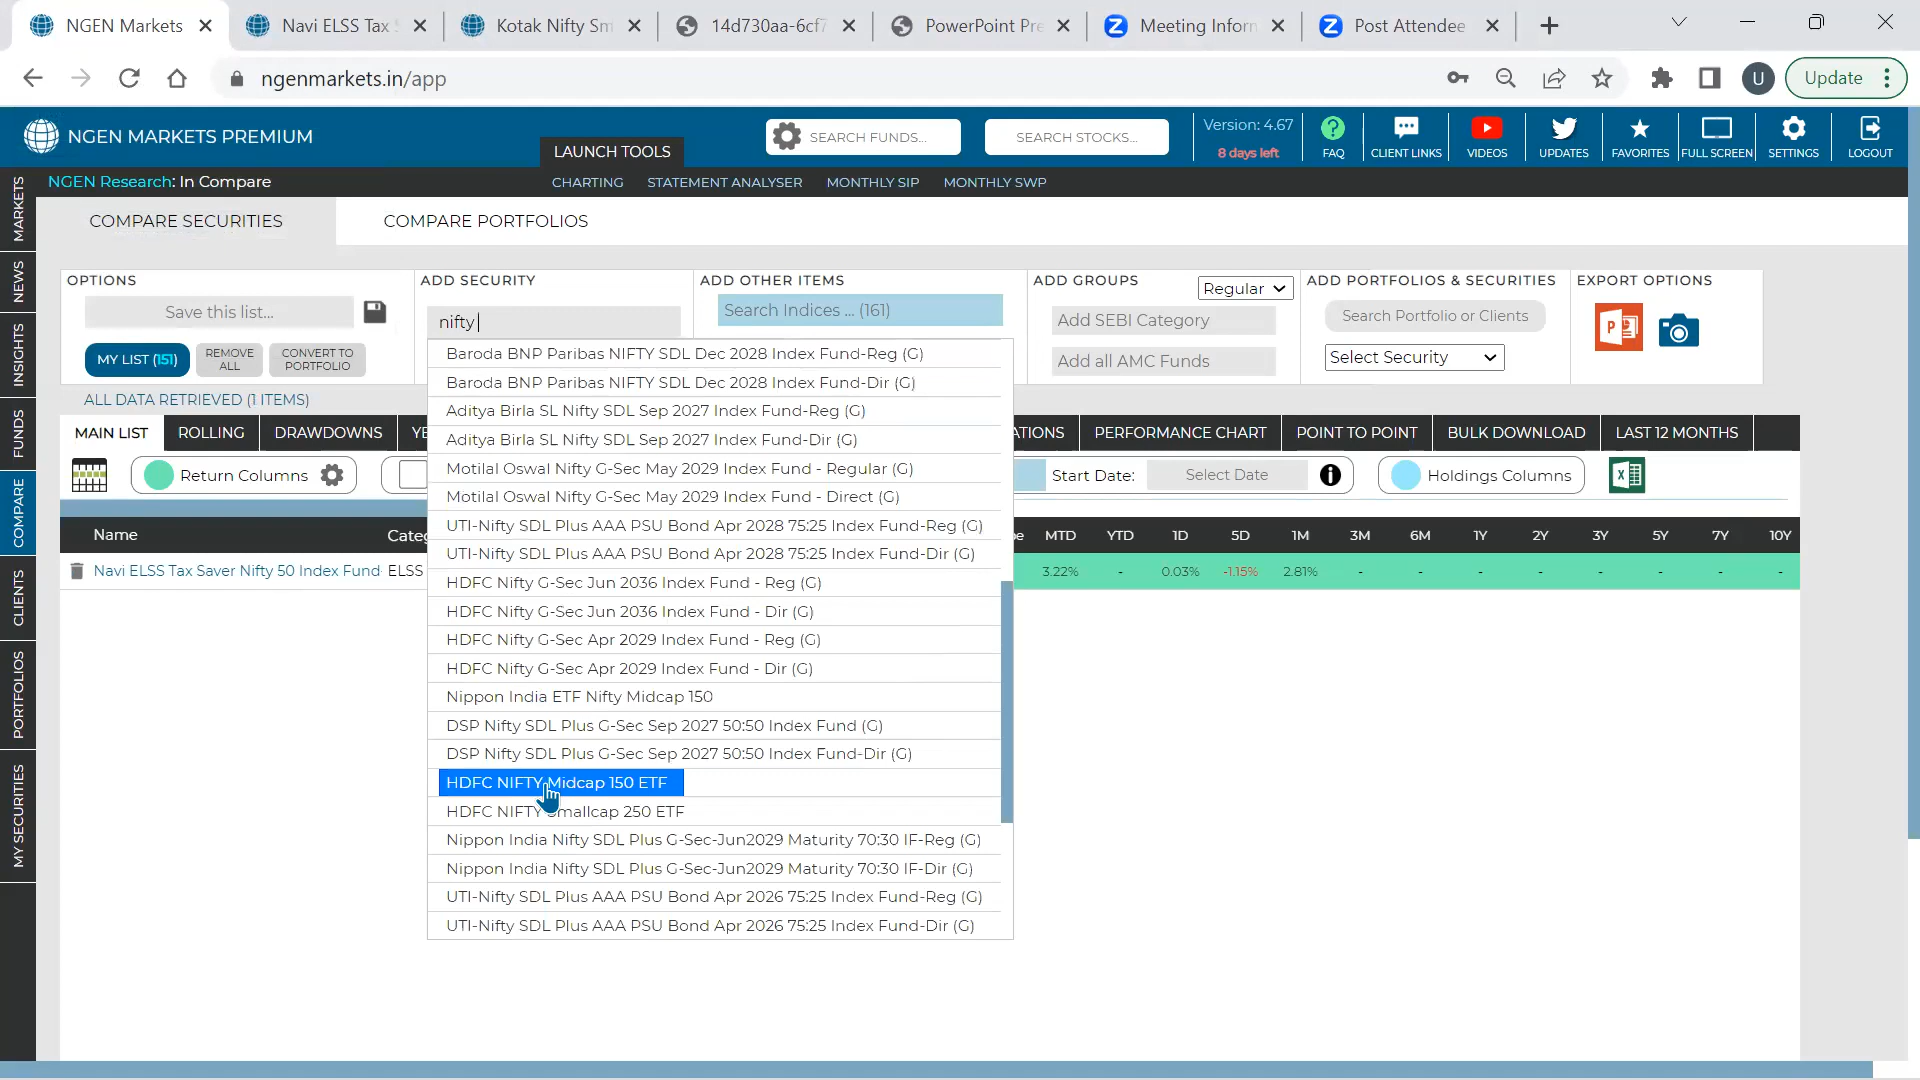 NGEN Markets
Navi ELSS Tax S
Kotak Nifty Sm
14d730aa-6cf7
PowerPoint Pre
Meeting Inform
Post Attendee
ngenmarkets.in/app
U
Update
NGEN MARKETS PREMIUM
LAUNCH TOOLS
SEARCH FUNDS...
SEARCH STOCKS...
Version: 4.67
8 days left
FAQ
CLIENT LINKS
VIDEOS
UPDATES
FAVORITES
FULL SCREEN
SETTINGS
LOGOUT
NGEN Research: In Compare
CHARTING
STATEMENT ANALYSER
MONTHLY SIP
MONTHLY SWP
MARKETS
NEWS
INSIGHTS
FUNDS
COMPARE
CLIENTS
PORTFOLIOS
MY SECURITIES
COMPARE SECURITIES
COMPARE PORTFOLIOS
OPTIONS
Save this list...
MY LIST (151)
REMOVE ALL
CONVERT TO PORTFOLIO
ADD SECURITY
nifty
ADD OTHER ITEMS
Search Indices ... (161)
ADD GROUPS
Regular
Add SEBI Category
Add all AMC Funds
ADD PORTFOLIOS & SECURITIES
Search Portfolio or Clients
Select Security
EXPORT OPTIONS
ALL DATA RETRIEVED (1 ITEMS)
MAIN LIST
ROLLING
DRAWDOWNS
YE
ATIONS
PERFORMANCE CHART
POINT TO POINT
BULK DOWNLOAD
LAST 12 MONTHS
Return Columns
Start Date:
Select Date
Holdings Columns
Name
Categ
pe
MTD YTD 1D 5D 1M 3M 6M 1Y 2Y 3Y 5Y 7Y 10Y
Navi ELSS Tax Saver Nifty 50 Index Fund- ELSS
3.22% - 0.03% -1.15% 2.81% - - - - - - - -
Baroda BNP Paribas NIFTY SDL Dec 2028 Index Fund-Reg (G)
Baroda BNP Paribas NIFTY SDL Dec 2028 Index Fund-Dir (G)
Aditya Birla SL Nifty SDL Sep 2027 Index Fund-Reg (G)
Aditya Birla SL Nifty SDL Sep 2027 Index Fund-Dir (G)
Motilal Oswal Nifty G-Sec May 2029 Index Fund - Regular (G)
Motilal Oswal Nifty G-Sec May 2029 Index Fund - Direct (G)
UTI-Nifty SDL Plus AAA PSU Bond Apr 2028 75:25 Index Fund-Reg (G)
UTI-Nifty SDL Plus AAA PSU Bond Apr 2028 75:25 Index Fund-Dir (G)
HDFC Nifty G-Sec Jun 2036 Index Fund - Reg (G)
HDFC Nifty G-Sec Jun 2036 Index Fund - Dir (G)
HDFC Nifty G-Sec Apr 2029 Index Fund - Reg (G)
HDFC Nifty G-Sec Apr 2029 Index Fund - Dir (G)
Nippon India ETF Nifty Midcap 150
DSP Nifty SDL Plus G-Sec Sep 2027 50:50 Index Fund (G)
DSP Nifty SDL Plus G-Sec Sep 2027 50:50 Index Fund-Dir (G)
HDFC NIFTY Midcap 150 ETF
HDFC NIFTY Smallcap 250 ETF
Nippon India Nifty SDL Plus G-Sec-Jun2029 Maturity 70:30 IF-Reg (G)
Nippon India Nifty SDL Plus G-Sec-Jun2029 Maturity 70:30 IF-Dir (G)
UTI-Nifty SDL Plus AAA PSU Bond Apr 2026 75:25 Index Fund-Reg (G)
UTI-Nifty SDL Plus AAA PSU Bond Apr 2026 75:25 Index Fund-Dir (G)